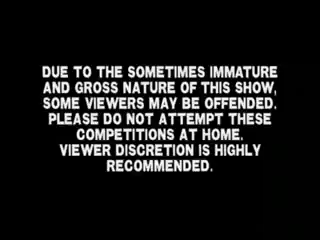 DUE TO THE SOMETIMES IMMATURE
AND GROSS NATURE OF THIS SHOW,
SOME VIEWERS MAY BE OFFENDED.
PLEASE DO NOT ATTEMPT THESE
COMPETITIONS AT HOME.
VIEWER DISCRETION IS HIGHLY
RECOMMENDED.